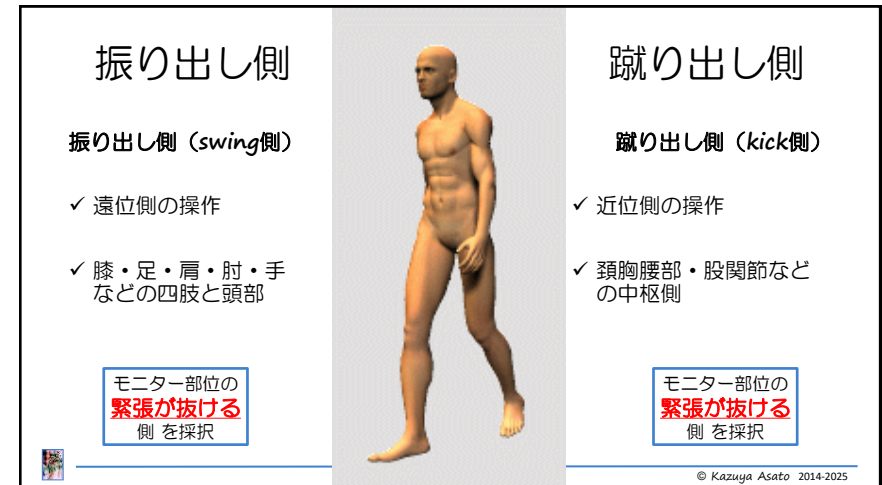 振り出し側
振り出し側（swing側）
✓ 遠位側の操作
✓ 膝・足・肩・肘・手
などの四肢と頭部
モニター部位の
緊張が抜ける
側 を採択
蹴り出し側
蹴り出し側（kick側）
✓ 近位側の操作
✓ 頚胸腰部・股関節など
の中枢側
モニター部位の
緊張が抜ける
側 を採択
© Kazuya Asato 2014-2025